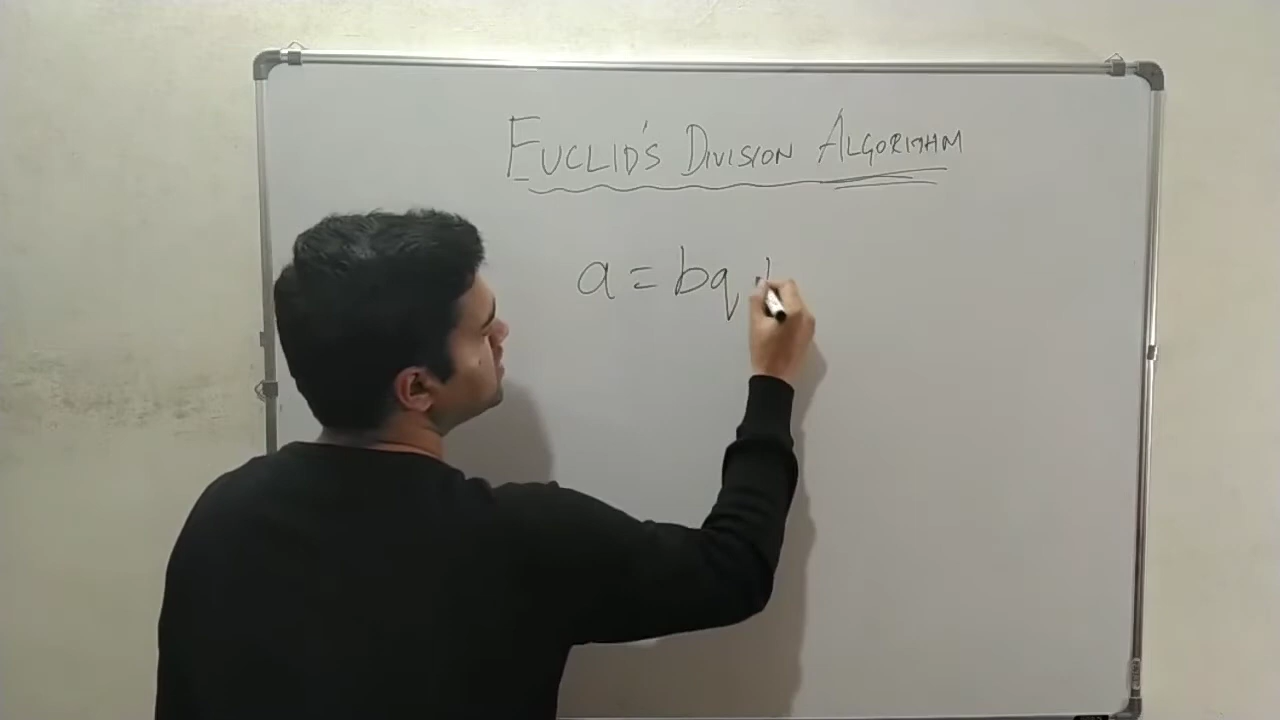 EUCLID'S DIVISION ALGORITHM
a = bq +